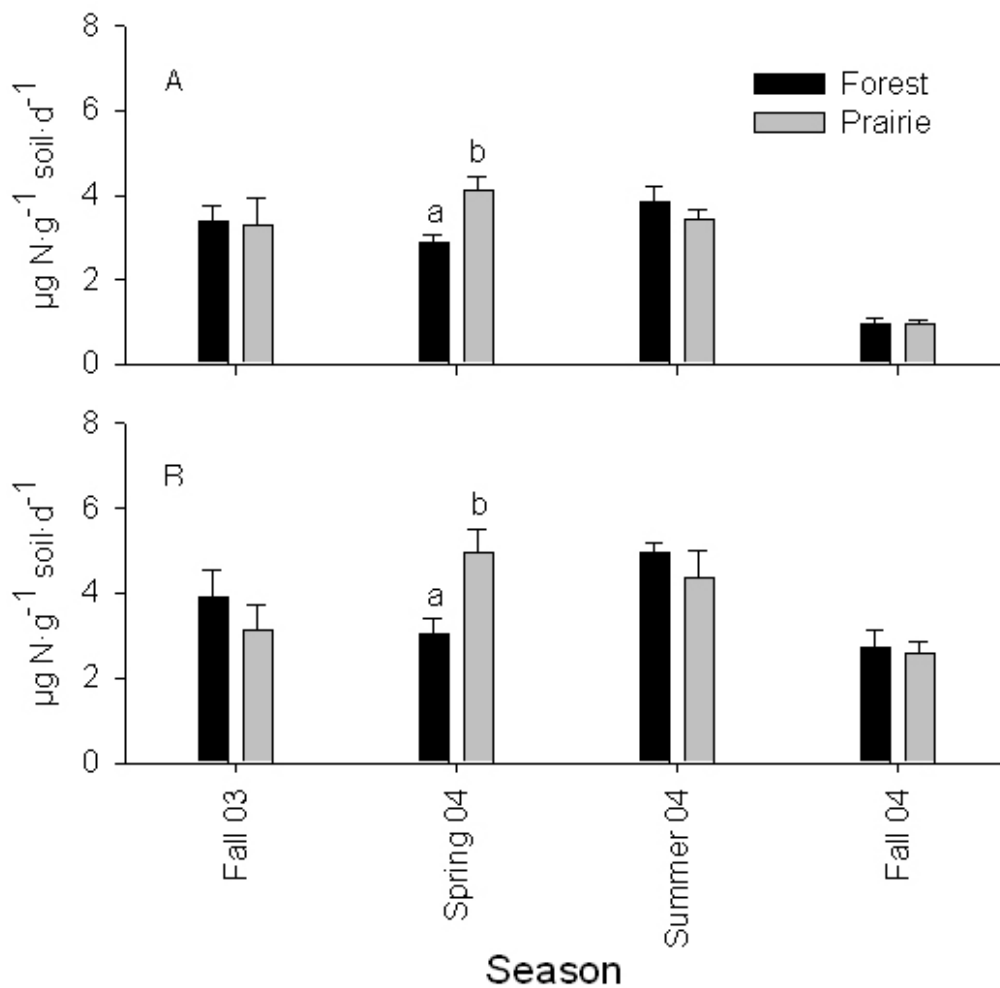 8
6
4
2
0
µg N·g⁻¹ soil·d⁻¹
A
Forest
Prairie
a
b
8
6
4
2
0
µg N·g⁻¹ soil·d⁻¹
B
a
b
Fall 03
Spring 04
Summer 04
Fall 04
Season